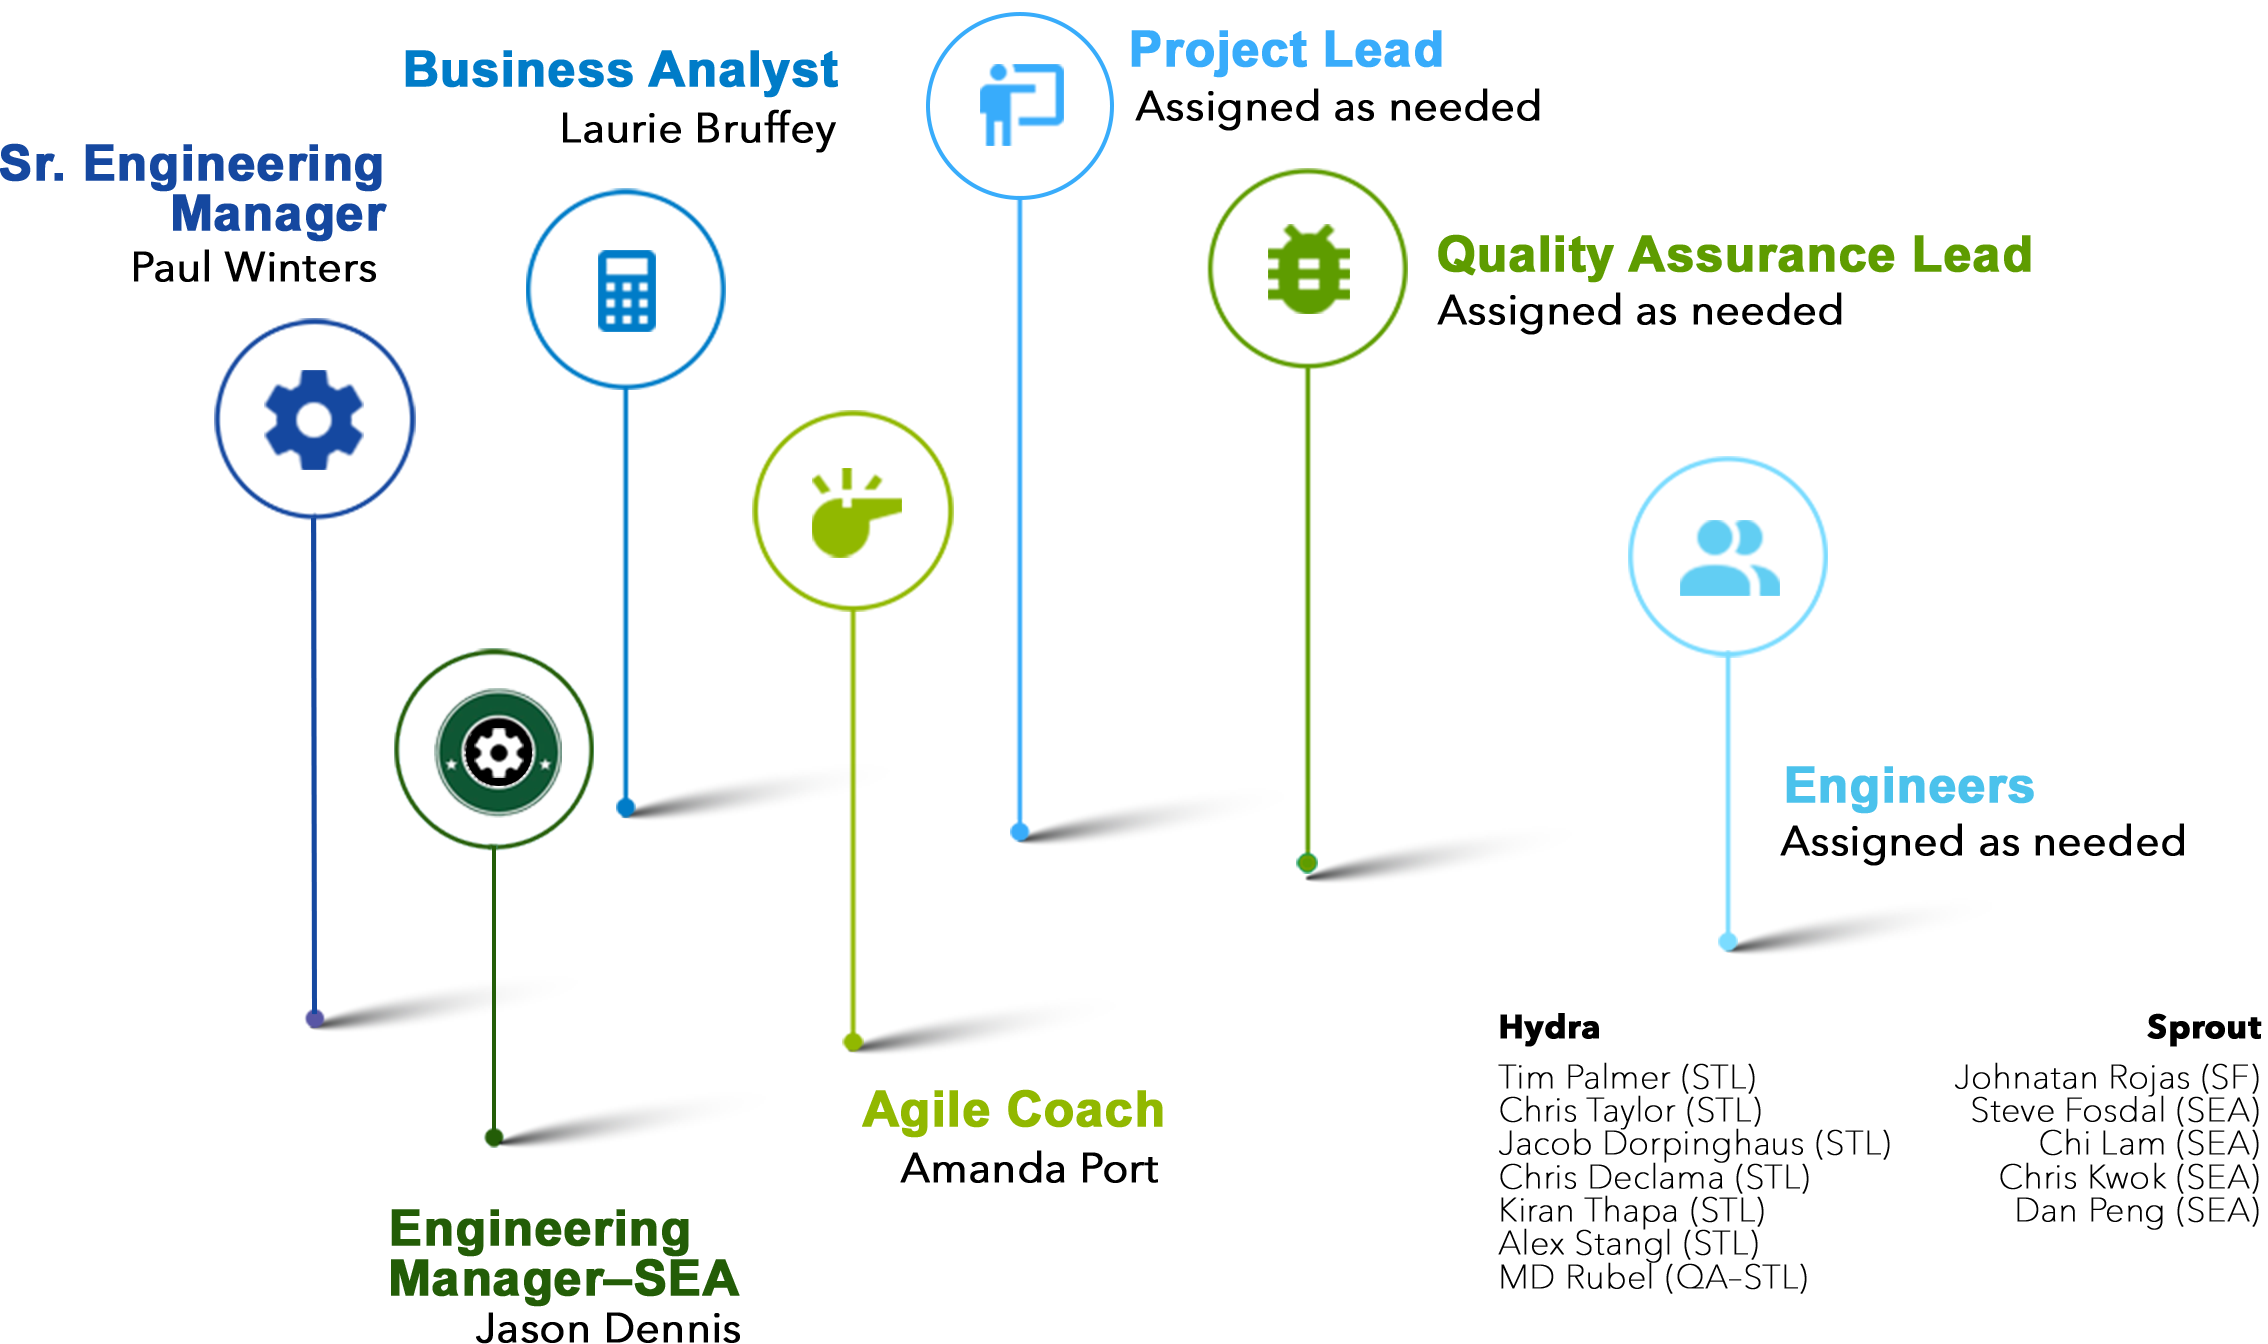 Business Analyst
Laurie Bruffey
Project Lead
Assigned as needed
Sr. Engineering
Manager
Paul Winters
Quality Assurance Lead
Assigned as needed
Engineers
Assigned as needed
Agile Coach
Amanda Port
Engineering
Manager–SEA
Jason Dennis
Hydra
Tim Palmer (STL)
Chris Taylor (STL)
Jacob Dorpinghaus (STL)
Chris Declama (STL)
Kiran Thapa (STL)
Alex Stangl (STL)
MD Rubel (QA–STL)
Sprout
Johnatan Rojas (SF)
Steve Fosdal (SEA)
Chi Lam (SEA)
Chris Kwok (SEA)
Dan Peng (SEA)